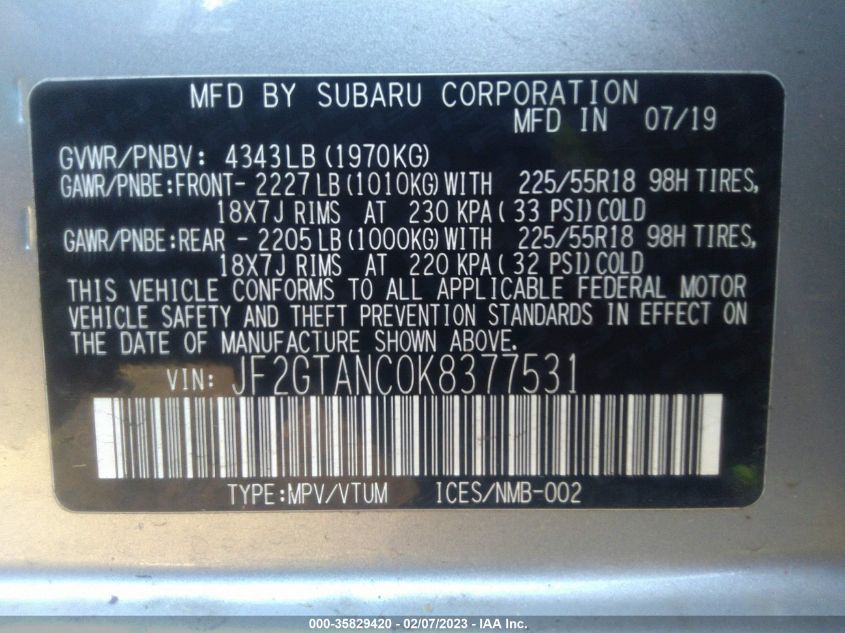 MFD BY SUBARU CORPORATION
MFD IN 07/19
GVWR/PNBV: 4343LB (1970KG)
GAWR/PNBE:FRONT- 2227LB (1010KG) WITH 225/55R18 98H TIRES,
18X7J RIMS AT 230 KPA ( 33 PSI) COLD
GAWR/PNBE:REAR - 2205LB (1000KG) WITH 225/55R18 98H TIRES,
18X7J RIMS AT 220 KPA ( 32 PSI) COLD
THIS VEHICLE CONFORMS TO ALL APPLICABLE FEDERAL MOTOR
VEHICLE SAFETY AND THEFT PREVENTION STANDARDS IN EFFECT ON
THE DATE OF MANUFACTURE SHOWN ABOVE.
VIN: JF2GTANC0K8377531
TYPE:MPV/VTUM ICES/NMB-002
000-35829420 - 02/07/2023 - IAA Inc.